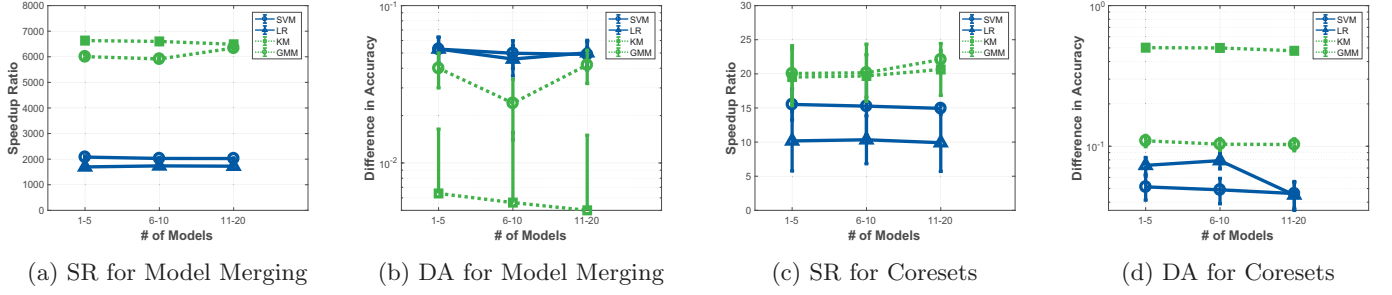 Speedup Ratio
8000
7000
6000
5000
4000
3000
2000
1000
0
1-5
6-10
11-20
# of Models
SVM
LR
KM
GMM
(a) SR for Model Merging
Difference in Accuracy
10^-1
10^-2
1-5
6-10
11-20
# of Models
SVM
LR
KM
GMM
(b) DA for Model Merging
Speedup Ratio
30
25
20
15
10
5
0
1-5
6-10
11-20
# of Models
SVM
LR
KM
GMM
(c) SR for Coresets
Difference in Accuracy
10^0
10^-1
1-5
6-10
11-20
# of Models
SVM
LR
KM
GMM
(d) DA for Coresets